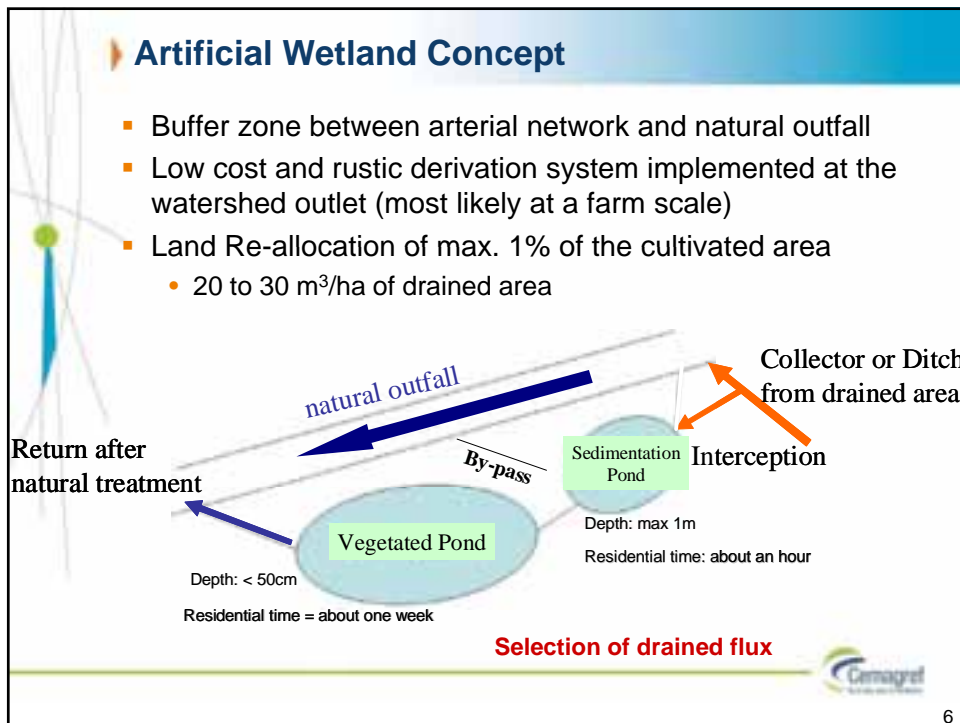 Artificial Wetland Concept
Buffer zone between arterial network and natural outfall
Low cost and rustic derivation system implemented at the
watershed outlet (most likely at a farm scale)
Land Re-allocation of max. 1% of the cultivated area
20 to 30 m³/ha of drained area
Collector or Ditch
from drained area
natural outfall
Return after
natural treatment
By-pass
Sedimentation
Pond
Interception
Vegetated Pond
Depth: max 1m
Residential time: about an hour
Depth: < 50cm
Residential time = about one week
Selection of drained flux
Cemagref
6